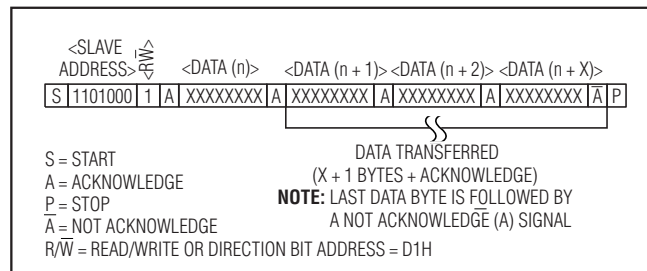 <SLAVE
ADDRESS> <RW̅> <DATA (n)> <DATA (n + 1)> <DATA (n + 2)> <DATA (n + X)>
S 1101000 1 A XXXXXXXX A XXXXXXXX A XXXXXXXX A XXXXXXXX A̅ P
S = START
A = ACKNOWLEDGE
P = STOP
A̅ = NOT ACKNOWLEDGE
R/W̅ = READ/WRITE OR DIRECTION BIT ADDRESS = D1H
DATA TRANSFERRED
(X + 1 BYTES + ACKNOWLEDGE)
NOTE: LAST DATA BYTE IS FOLLOWED BY
A NOT ACKNOWLEDGE (A̅) SIGNAL